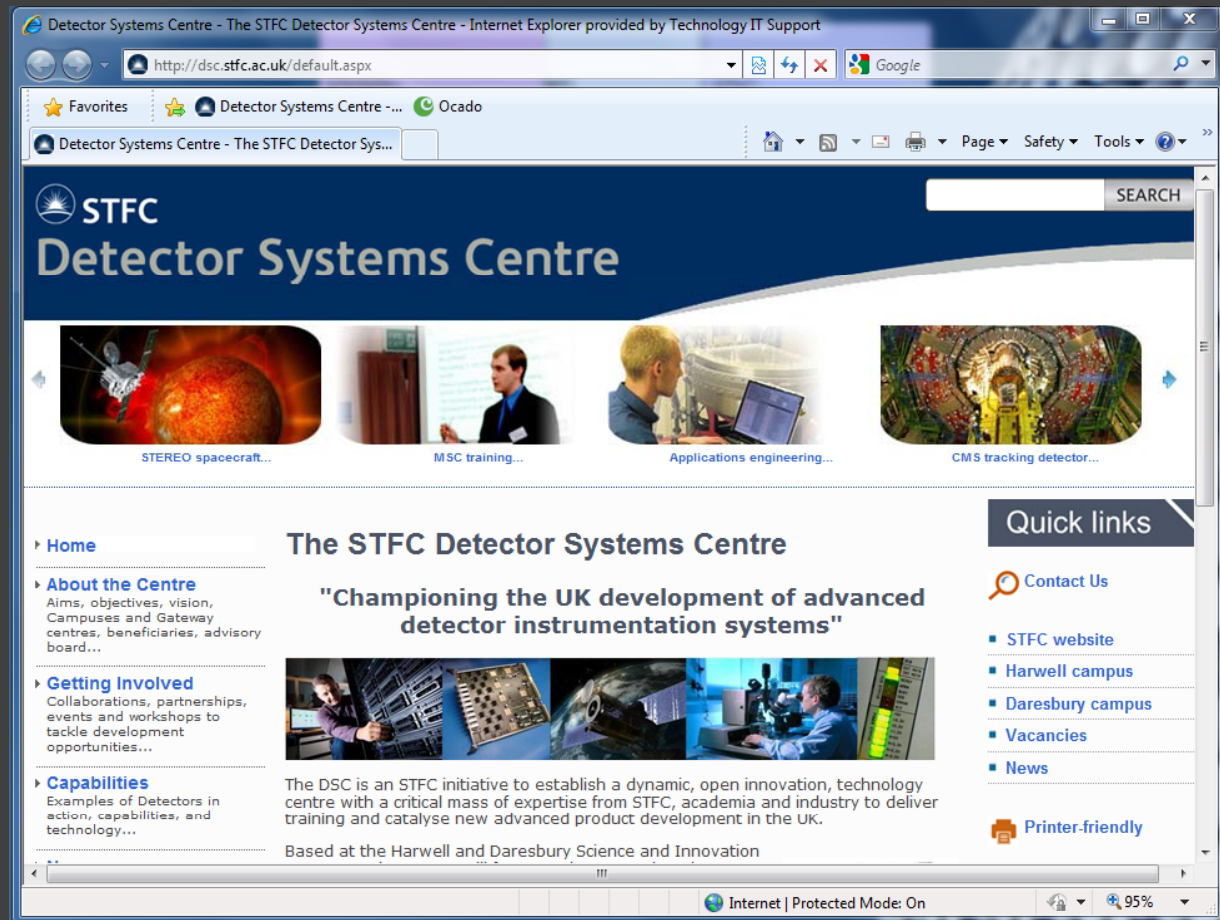 Detector Systems Centre - The STFC Detector Systems Centre - Internet Explorer provided by Technology IT Support
http://dsc.stfc.ac.uk/default.aspx
Google
Favorites
Detector Systems Centre -...
Ocado
Detector Systems Centre - The STFC Detector Sys...
Page
Safety
Tools
STFC
Detector Systems Centre
SEARCH
STEREO spacecraft...
MSC training...
Applications engineering...
CMS tracking detector...
Home
About the Centre
Aims, objectives, vision,
Campuses and Gateway
centres, beneficiaries, advisory
board...
Getting Involved
Collaborations, partnerships,
events and workshops to
tackle development
opportunities...
Capabilities
Examples of Detectors in
action, capabilities, and
technology...
The STFC Detector Systems Centre
"Championing the UK development of advanced
detector instrumentation systems"
The DSC is an STFC initiative to establish a dynamic, open innovation, technology
centre with a critical mass of expertise from STFC, academia and industry to deliver
training and catalyse new advanced product development in the UK.
Based at the Harwell and Daresbury Science and Innovation
Quick links
Contact Us
STFC website
Harwell campus
Daresbury campus
Vacancies
News
Printer-friendly
Internet | Protected Mode: On
95%